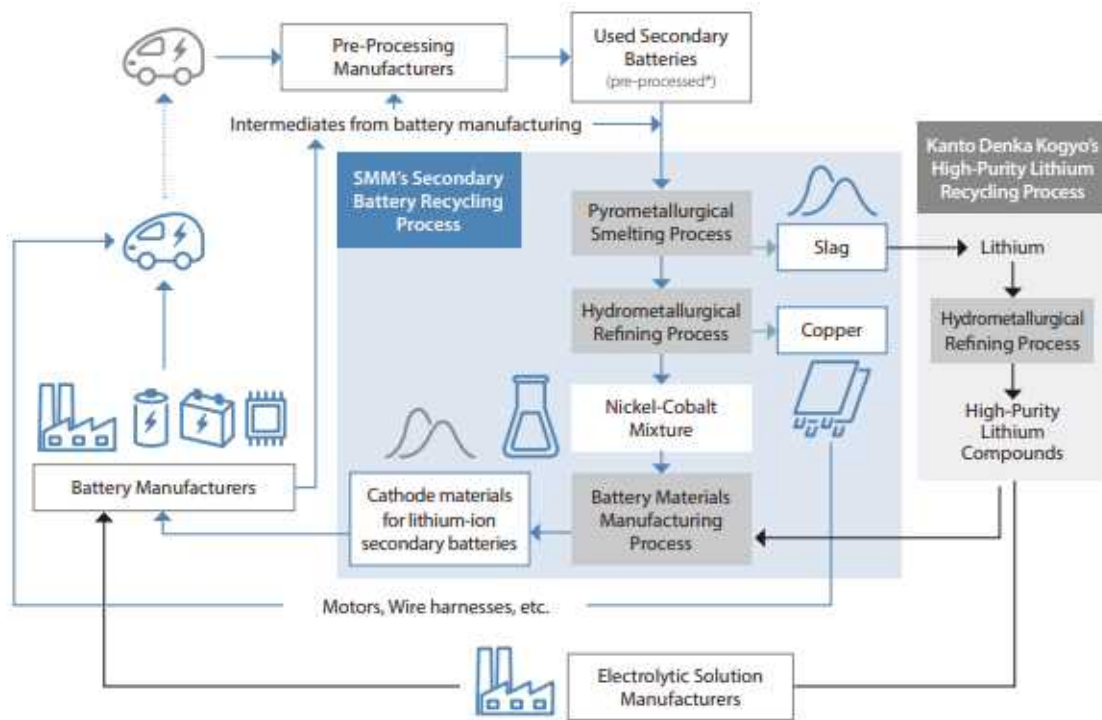 Pre-Processing
Manufacturers
Used Secondary
Batteries
(pre-processed*)
Intermediates from battery manufacturing
SMM's Secondary
Battery Recycling
Process
Kanto Denka Kogyo's
High-Purity Lithium
Recycling Process
Pyrometallurgical
Smelting Process
Slag
Lithium
Hydrometallurgical
Refining Process
Copper
Hydrometallurgical
Refining Process
Nickel-Cobalt
Mixture
High-Purity
Lithium
Compounds
Battery Manufacturers
Cathode materials
for lithium-ion
secondary batteries
Battery Materials
Manufacturing
Process
Motors, Wire harnesses, etc.
Electrolytic Solution
Manufacturers